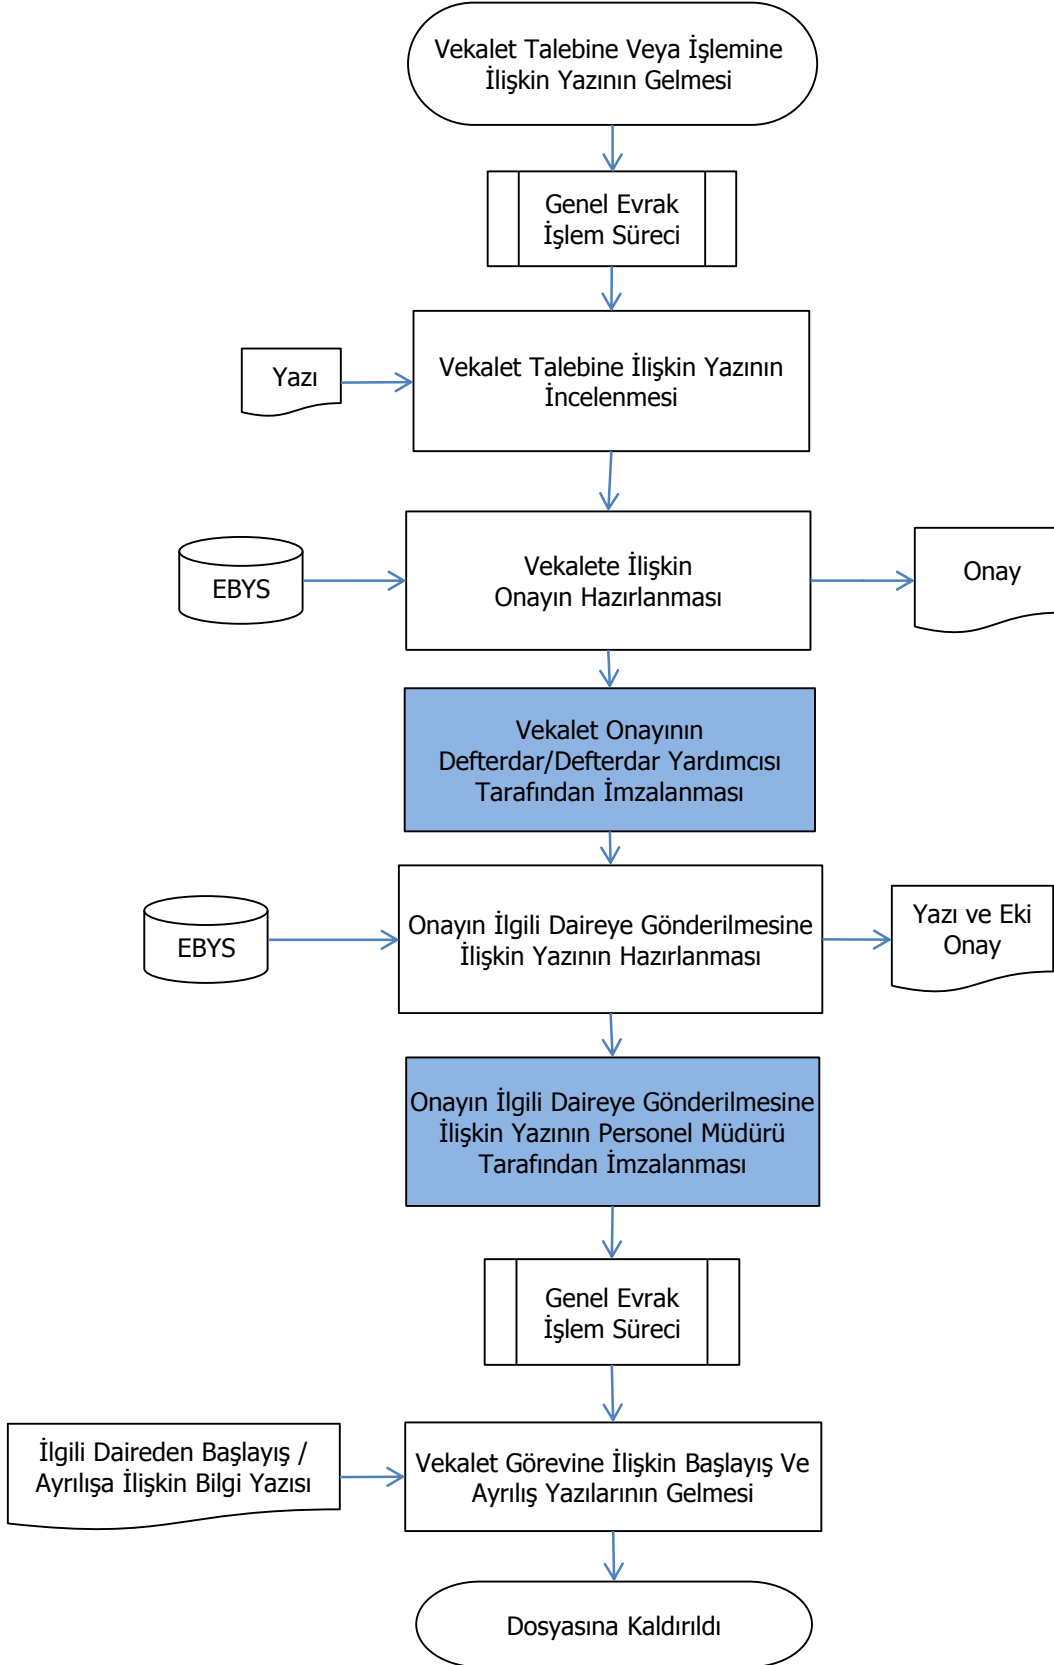 Vekalet Talebine Veya İşlemine
İlişkin Yazının Gelmesi
Genel Evrak
İşlem Süreci
Yazı
Vekalet Talebine İlişkin Yazının
İncelenmesi
EBYS
Vekalete İlişkin
Onayın Hazırlanması
Onay
Vekalet Onayının
Defterdar/Defterdar Yardımcısı
Tarafından İmzalanması
EBYS
Onayın İlgili Daireye Gönderilmesine
İlişkin Yazının Hazırlanması
Yazı ve Eki
Onay
Onayın İlgili Daireye Gönderilmesine
İlişkin Yazının Personel Müdürü
Tarafından İmzalanması
Genel Evrak
İşlem Süreci
İlgili Daireden Başlayış /
Ayrılışa İlişkin Bilgi Yazısı
Vekalet Görevine İlişkin Başlayış Ve
Ayrılış Yazılarının Gelmesi
Dosyasına Kaldırıldı